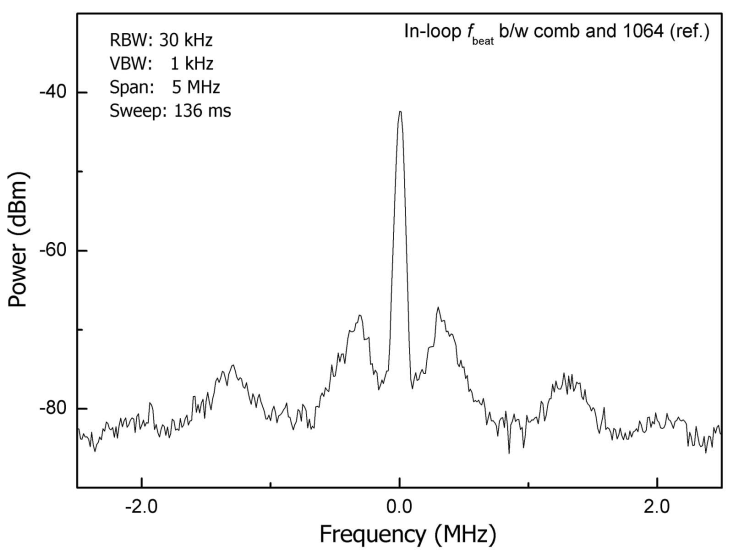 In-loop fbeat b/w comb and 1064 (ref.)
RBW: 30 kHz
VBW: 1 kHz
Span: 5 MHz
Sweep: 136 ms
-40
-60
-80
Power (dBm)
-2.0 0.0 2.0
Frequency (MHz)